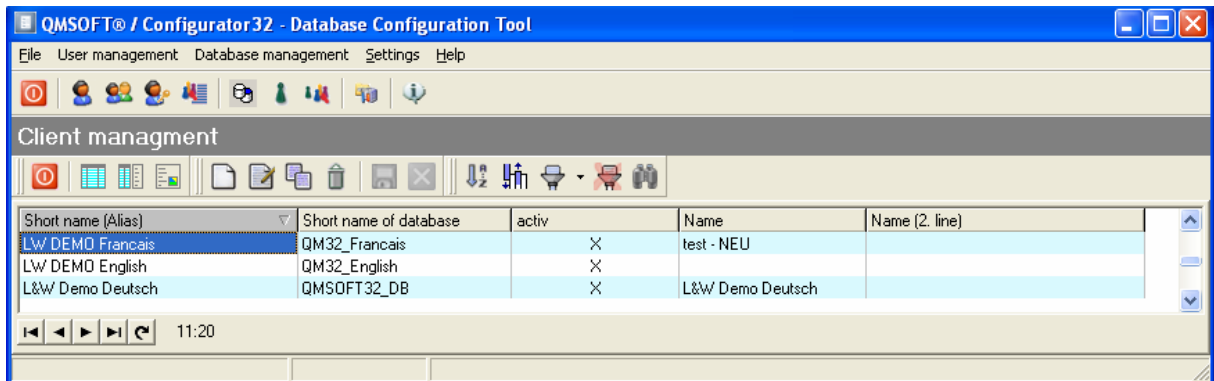 QMSOFT® / Configurator32 - Database Configuration Tool
File User management Database management Settings Help
Client managment
Short name (Alias) Short name of database activ Name Name (2. line)
LW DEMO Francais QM32_Francais X test - NEU
LW DEMO English QM32_English X
L&W Demo Deutsch QMSOFT32_DB X L&W Demo Deutsch
11:20